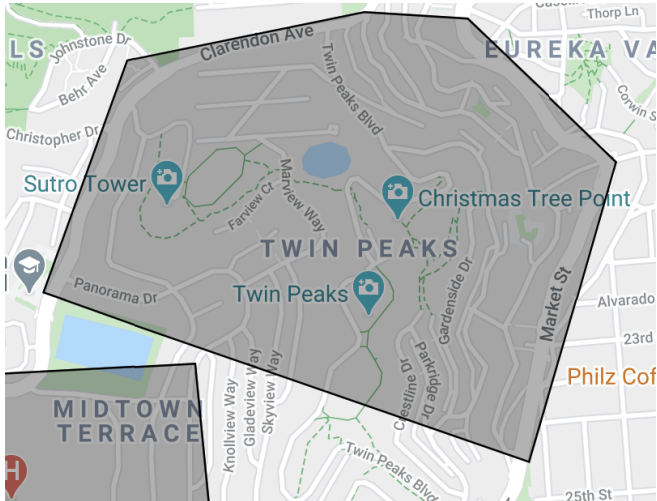 Thorp Ln
Johnstone Dr
Clarendon Ave
LS
EUREKA VA
Behr Ave
Twin Peaks Blvd
Corwin S
Christopher Dr
Sutro Tower
Marview Way
Farview Ct
Christmas Tree Point
TWIN PEAKS
Panorama Dr
Twin Peaks
Gardenside Dr
Market St
Alvarado
23rd
Parkridge Dr
Crestline Dr
Philz Cof
MIDTOWN
TERRACE
Knollview Way
Gladeview Way
Skyview Way
H
Twin Peaks Blvd
25th St